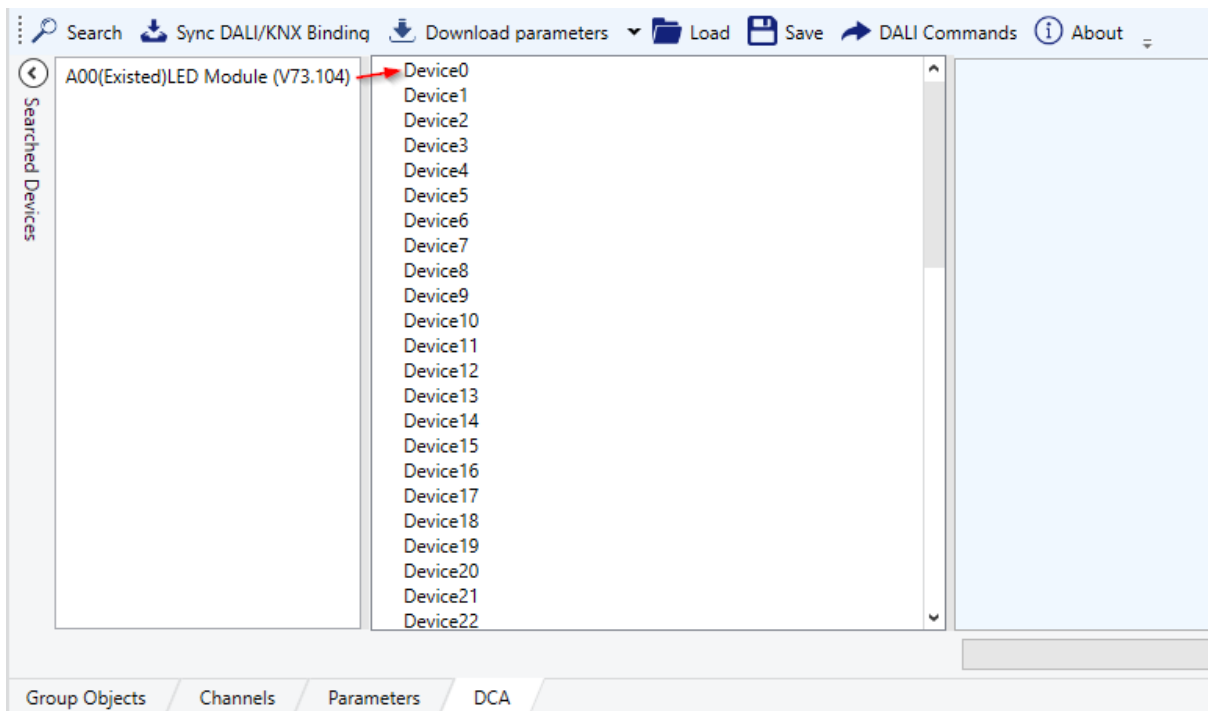 Search Sync DALI/KNX Binding Download parameters Load Save DALI Commands About
Searched Devices
A00(Existed)LED Module (V73.104)
Device0
Device1
Device2
Device3
Device4
Device5
Device6
Device7
Device8
Device9
Device10
Device11
Device12
Device13
Device14
Device15
Device16
Device17
Device18
Device19
Device20
Device21
Device22
Group Objects Channels Parameters DCA